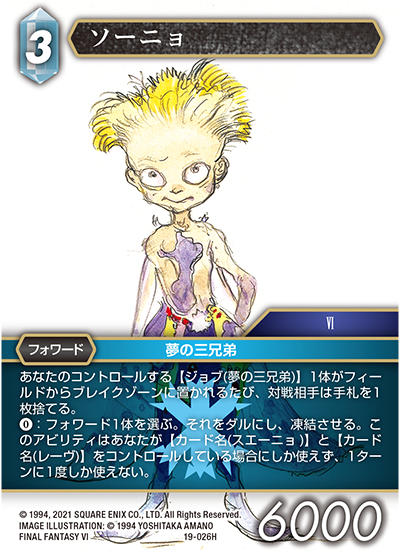 3
ソーニョ
VI
フォワード
夢の三兄弟
あなたのコントロールする【ジョブ(夢の三兄弟)】1体がフィー
ルドからブレイクゾーンに置かれるたび、対戦相手は手札を1
枚捨てる。
0：フォワード1体を選ぶ。それをダルにし、凍結させる。こ
のアビリティはあなたが【カード名(スエーニョ)】と【カード
名(レーヴ)】をコントロールしている場合にしか使えず、1ター
ンに1度しか使えない。
© 1994, 2021 SQUARE ENIX CO., LTD. All Rights Reserved.
IMAGE ILLUSTRATION: © 1994 YOSHITAKA AMANO
FINAL FANTASY VI
19-026H
6000